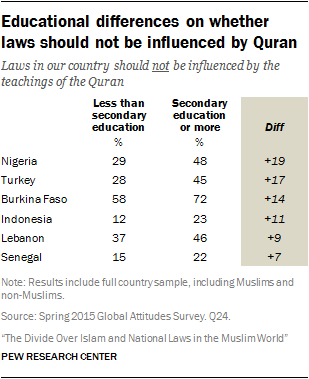 Educational differences on whether
laws should not be influenced by Quran
Laws in our country should not be influenced by the
teachings of the Quran
Less than secondary education Secondary education or more Diff
% %
Nigeria 29 48 +19
Turkey 28 45 +17
Burkina Faso 58 72 +14
Indonesia 12 23 +11
Lebanon 37 46 +9
Senegal 15 22 +7
Note: Results include full country sample, including Muslims and
non-Muslims.
Source: Spring 2015 Global Attitudes Survey. Q24.
“The Divide Over Islam and National Laws in the Muslim World”
PEW RESEARCH CENTER